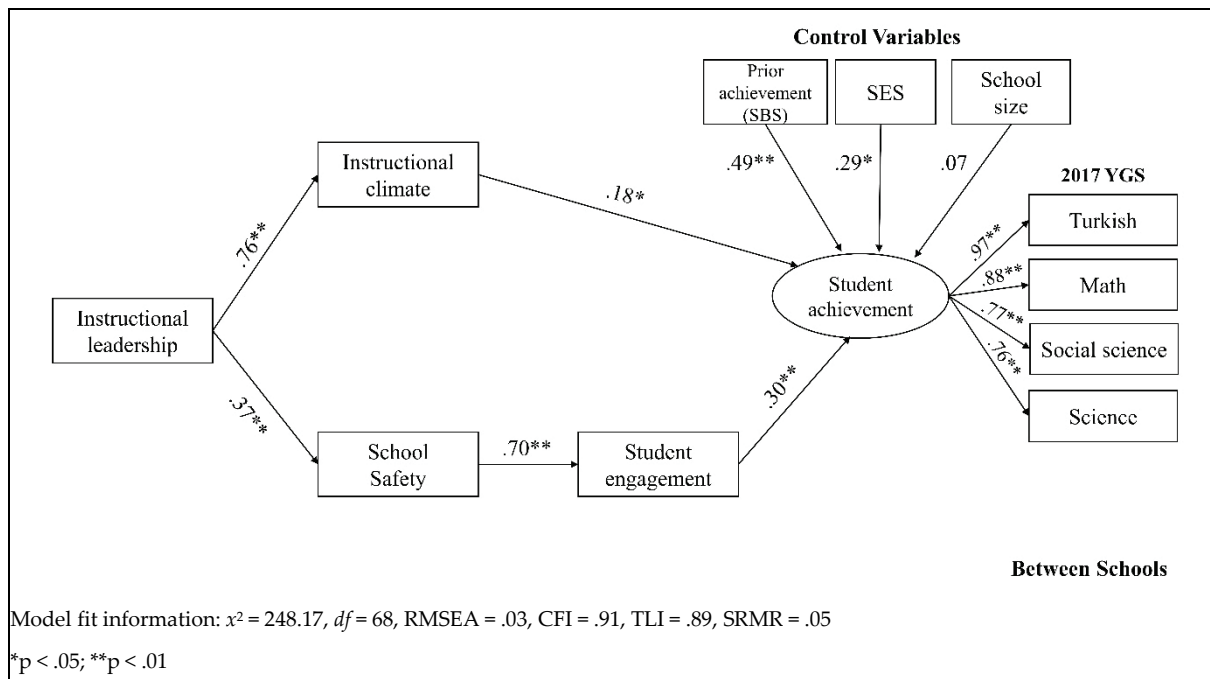 Control Variables
Prior
achievement
(SBS)
SES
School
size
.49**
.29*
.07
2017 YGS
Instructional
climate
.18*
.76**
Turkish
.97**
.88**
Math
Student
achievement
.77**
Social science
.76**
Science
Instructional
leadership
.37**
.30**
School
Safety
.70**
Student
engagement
Between Schools
Model fit information: x² = 248.17, df = 68, RMSEA = .03, CFI = .91, TLI = .89, SRMR = .05
*p < .05; **p < .01